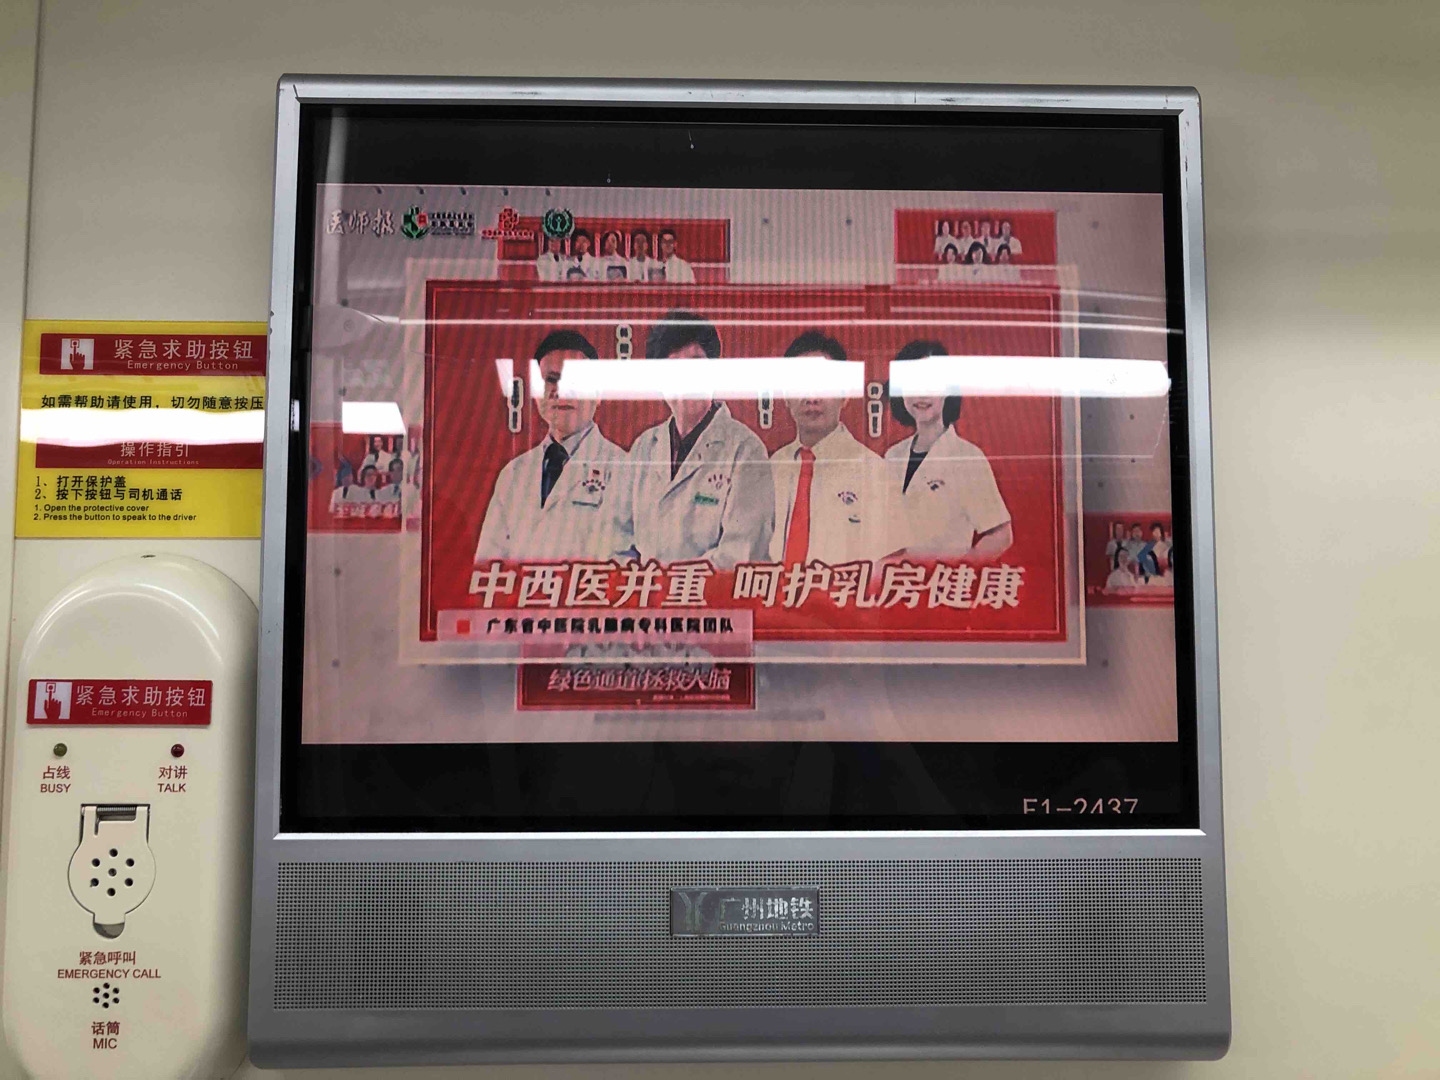 紧急求助按钮
Emergency Button
如需帮助请使用，切勿随意按压
操作指引
Operation Instructions
1、打开保护盖
2、按下按钮与司机通话
1. Open the protective cover
2. Press the button to speak to the driver
紧急求助按钮
Emergency Button
占线
BUSY
对讲
TALK
紧急呼叫
EMERGENCY CALL
话筒
MIC
医师报
中西医并重 呵护乳房健康
广东省中医院乳腺病专科医院团队
绿色通道拯救大脑
E1-2437
广州地铁
Guangzhou Metro